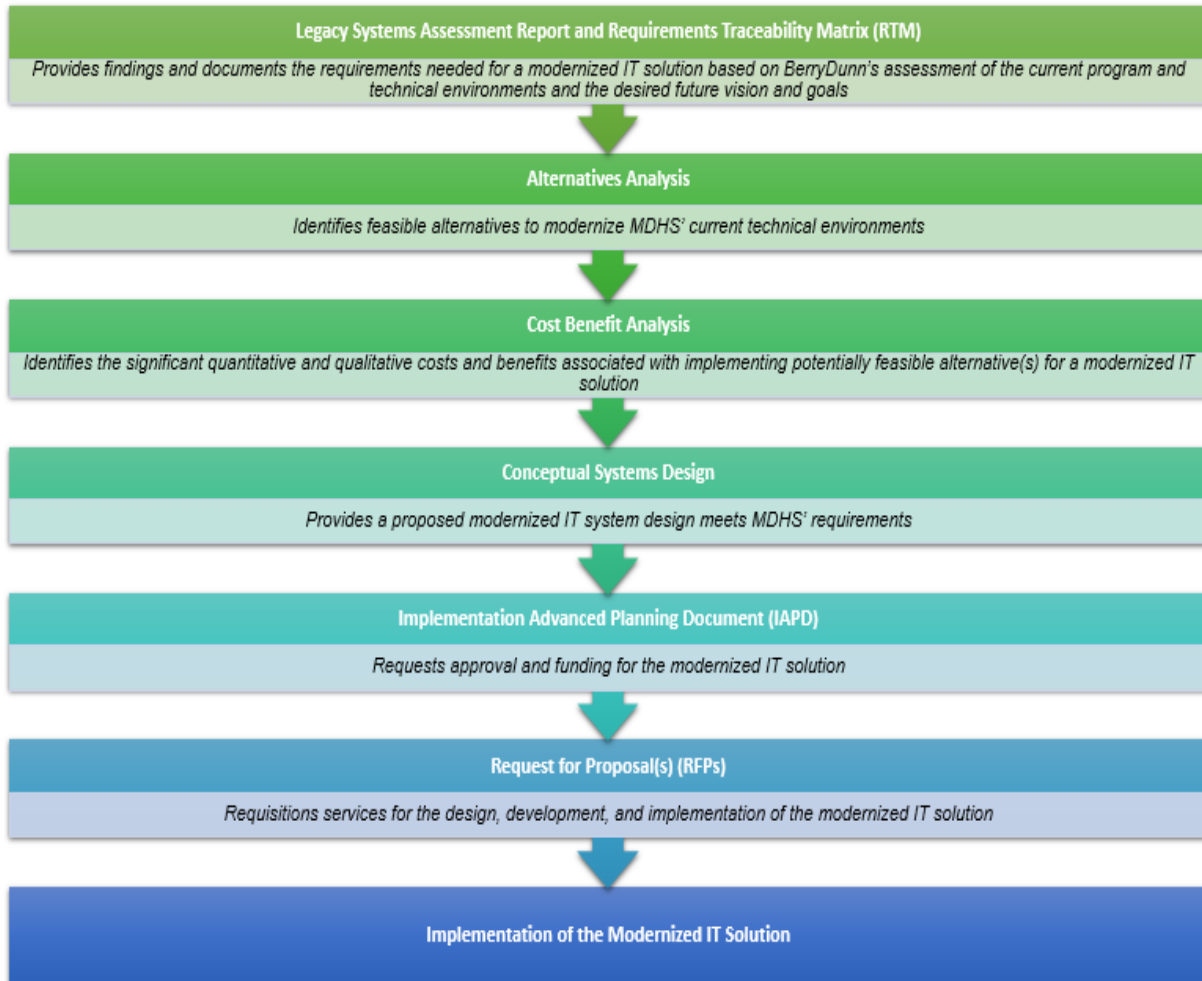 Legacy Systems Assessment Report and Requirements Traceability Matrix (RTM)
Provides findings and documents the requirements needed for a modernized IT solution based on BerryDunn's assessment of the current program and
technical environments and the desired future vision and goals
Alternatives Analysis
Identifies feasible alternatives to modernize MDHS' current technical environments
Cost Benefit Analysis
Identifies the significant quantitative and qualitative costs and benefits associated with implementing potentially feasible alternative(s) for a modernized IT
solution
Conceptual Systems Design
Provides a proposed modernized IT system design meets MDHS' requirements
Implementation Advanced Planning Document (IAPD)
Requests approval and funding for the modernized IT solution
Request for Proposal(s) (RFPs)
Requisitions services for the design, development, and implementation of the modernized IT solution
Implementation of the Modernized IT Solution